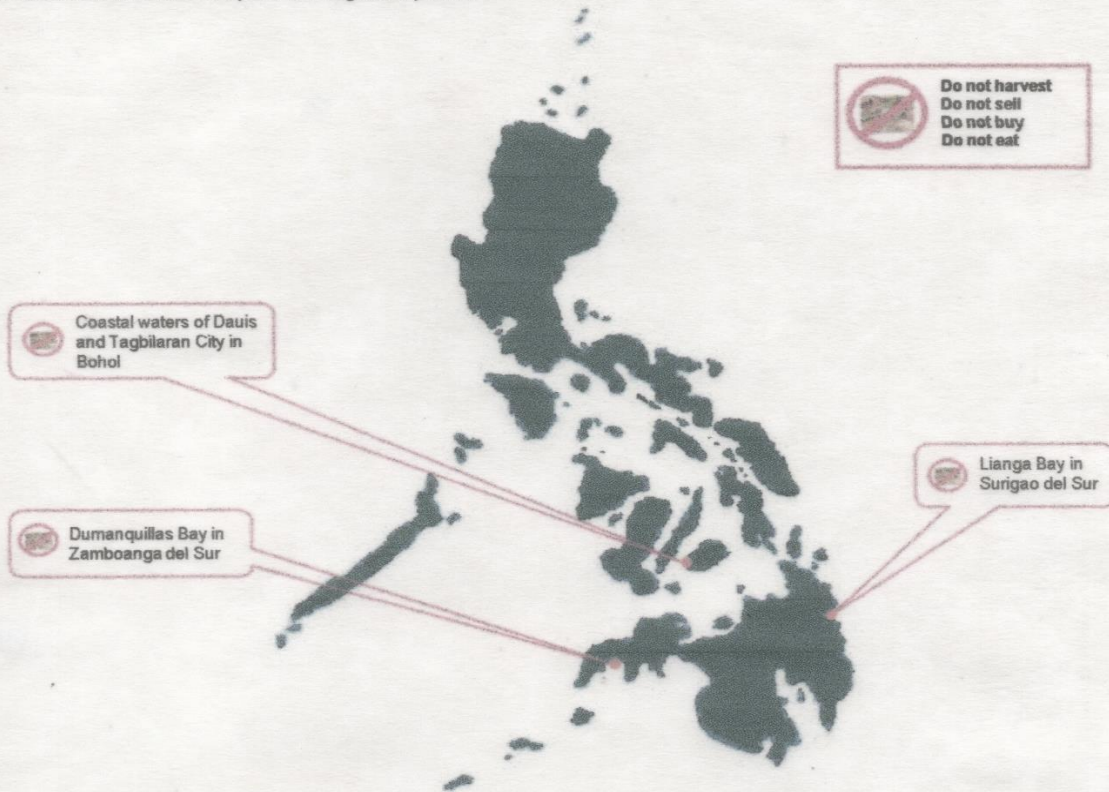 Do not harvest
Do not sell
Do not buy
Do not eat
Coastal waters of Dauis
and Tagbilaran City in
Bohol
Lianga Bay in
Surigao del Sur
Dumanquillas Bay in
Zamboanga del Sur